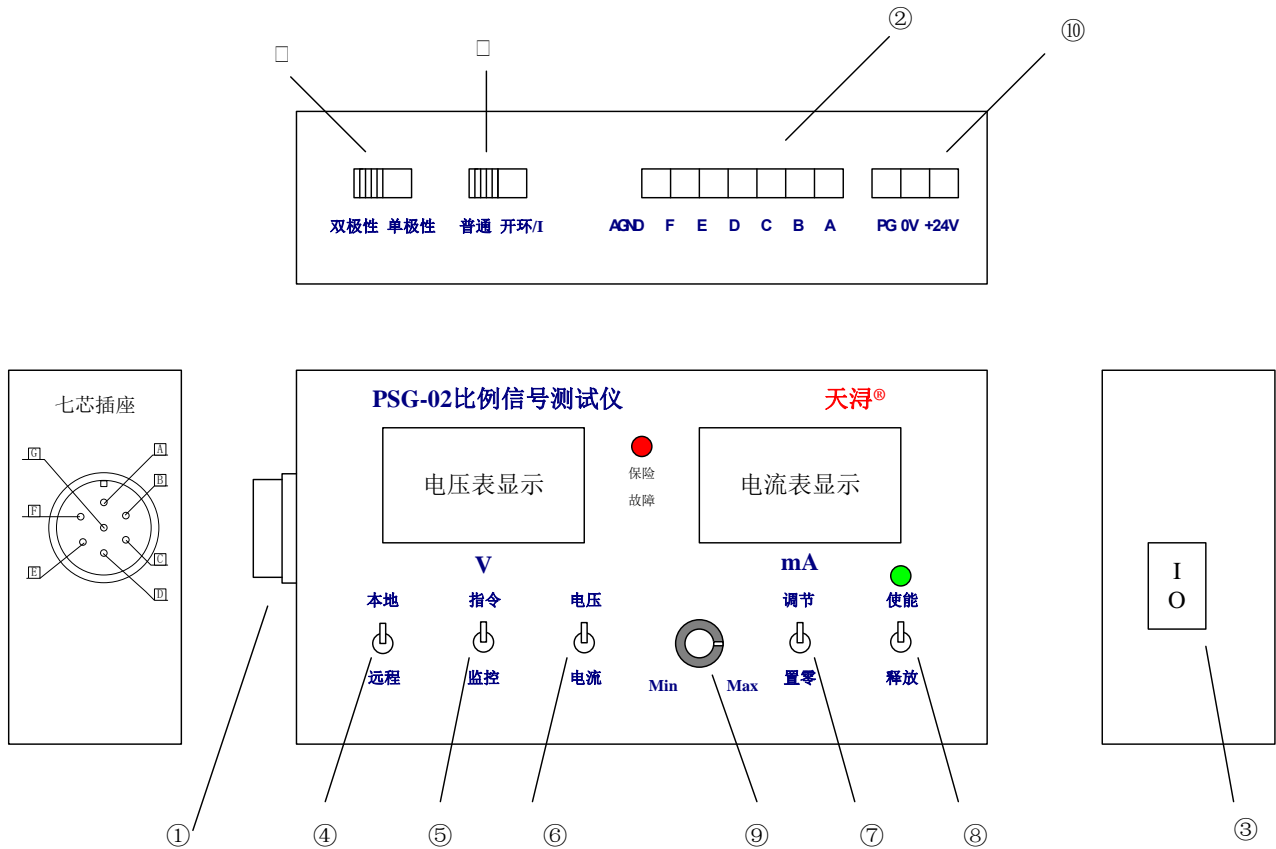 ② ⑩
□ □
双极性 单极性 普通 开环/I AGND F E D C B A PG 0V +24V
七芯插座
G A
B
F
C
E
D
PSG-02比例信号测试仪 天浔®
电压表显示 保险 电流表显示
故障
V mA
本地 指令 电压 调节 使能
远程 监控 电流 Min Max 置零 释放
I
O
① ④ ⑤ ⑥ ⑨ ⑦ ⑧ ③